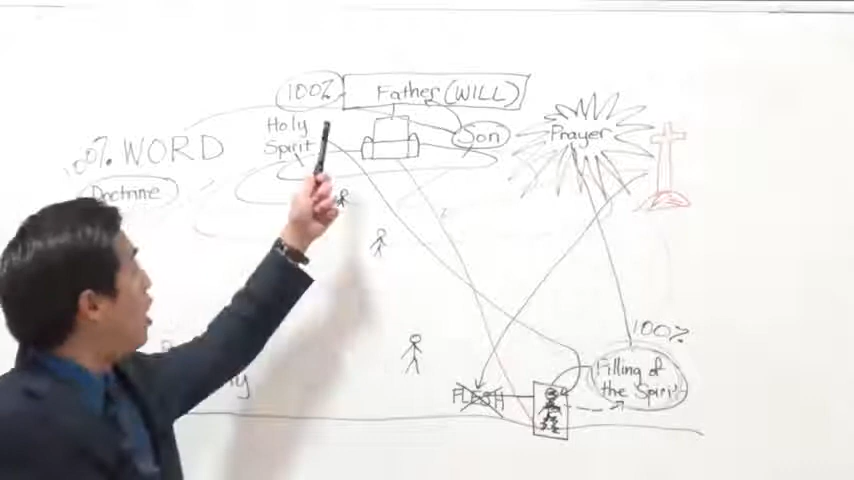 100% Father (WILL)
Holy
Spirit
Son
Prayer
100% WORD
Doctrine
100%
Filling of
the Spirit
FLESH